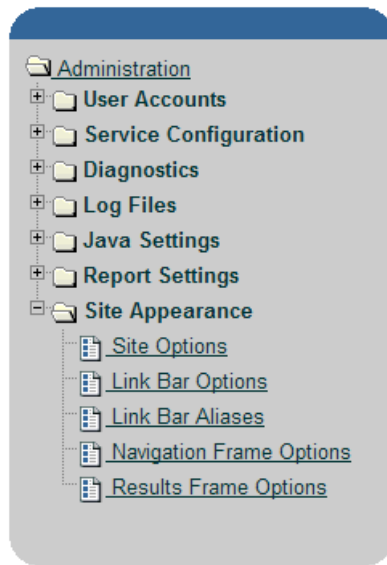 Administration
User Accounts
Service Configuration
Diagnostics
Log Files
Java Settings
Report Settings
Site Appearance
Site Options
Link Bar Options
Link Bar Aliases
Navigation Frame Options
Results Frame Options